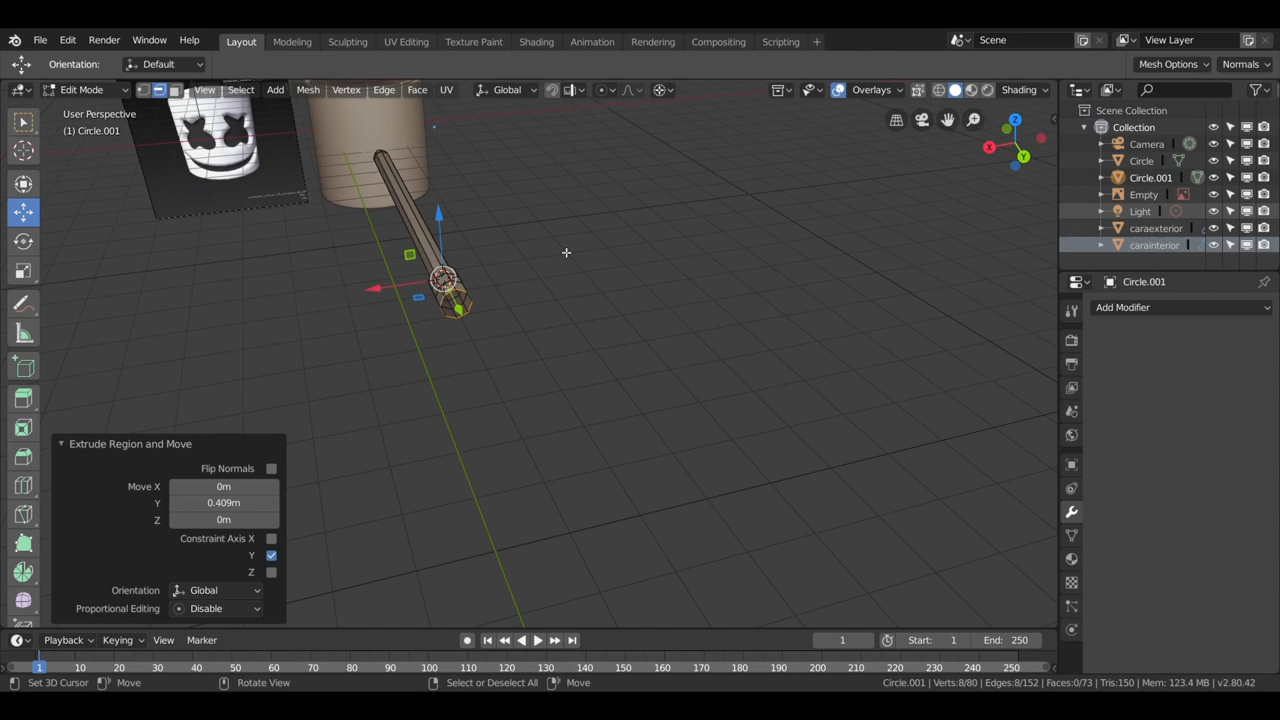 File Edit Render Window Help Layout Modeling Sculpting UV Editing Texture Paint Shading Animation Rendering Compositing Scripting + Scene View Layer
Orientation: Default Mesh Options Normals
Edit Mode View Select Add Mesh Vertex Edge Face UV Global Overlays Shading
User Perspective
(1) Circle.001
Z
X
Y
Scene Collection
Collection
Camera
Circle
Circle.001
Empty
Light
caraexterior
carainterior
Circle.001
Add Modifier
Extrude Region and Move
Flip Normals
Move X 0m
Y 0.409m
Z 0m
Constraint Axis X
Y
Z
Orientation Global
Proportional Editing Disable
Playback Keying View Marker 1 Start: 1 End: 250
1 10 20 30 40 50 60 70 80 90 100 110 120 130 140 150 160 170 180 190 200 210 220 230 240 250
Set 3D Cursor Move Rotate View Select or Deselect All Move Circle.001 | Verts:8/80 | Edges:8/152 | Faces:0/73 | Tris:150 | Mem: 123.4 MB | v2.80.42